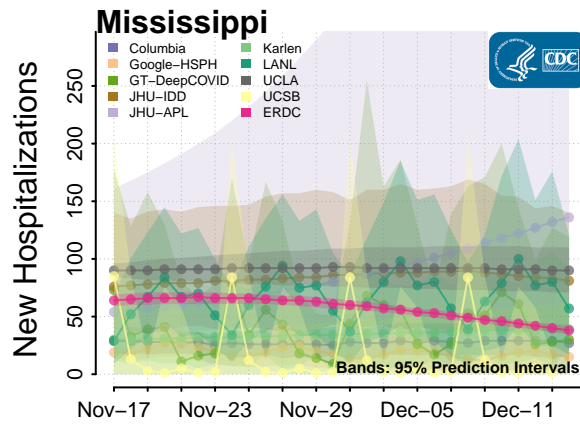 Mississippi
Columbia
Google−HSPH
GT−DeepCOVID
JHU−IDD
JHU−APL
Karlen
LANL
UCLA
UCSB
ERDC
CDC
New Hospitalizations
250
200
150
100
50
0
Bands: 95% Prediction Intervals
Nov−17 Nov−23 Nov−29 Dec−05 Dec−11